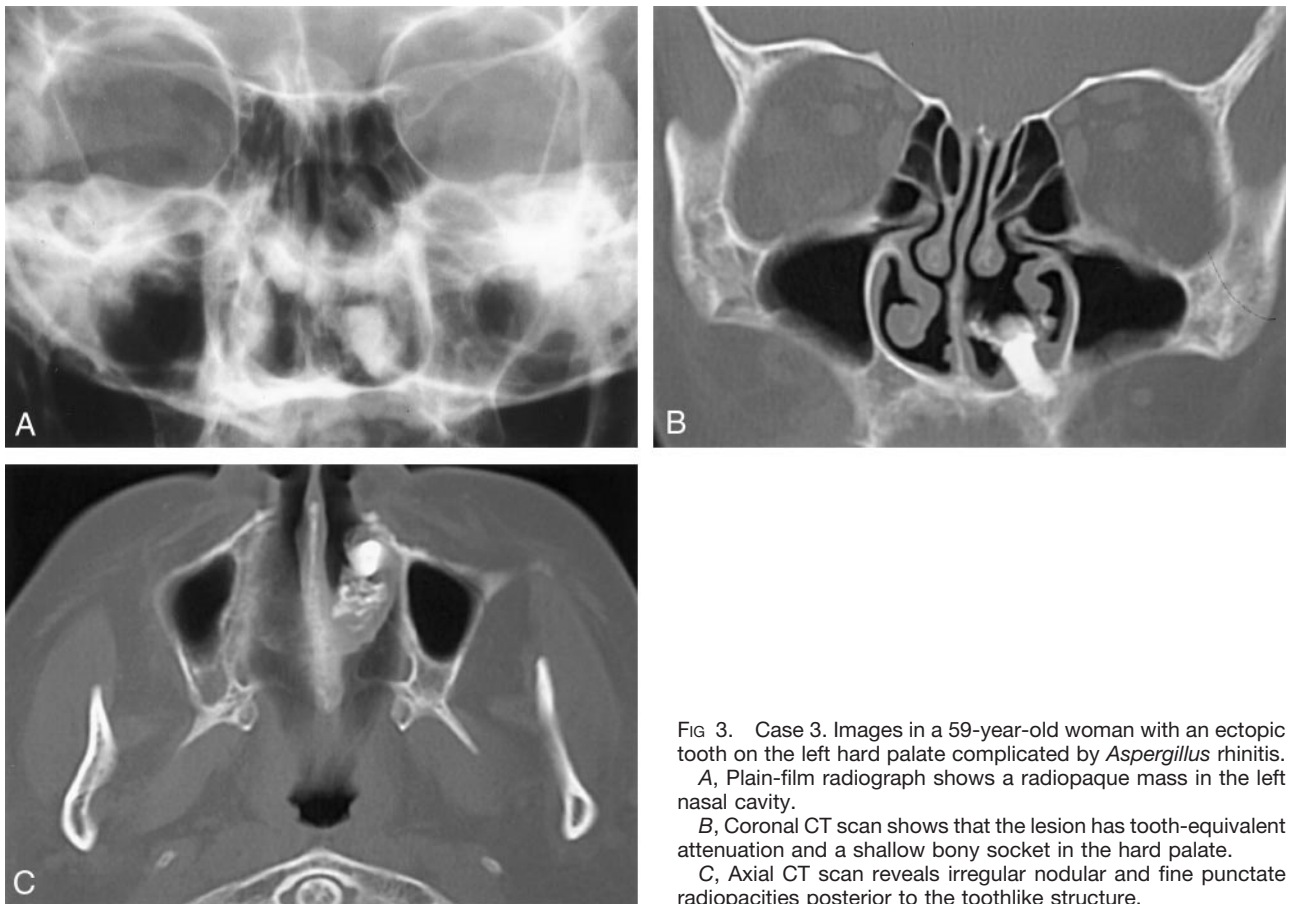 A
B
C
FIG 3. Case 3. Images in a 59-year-old woman with an ectopic
tooth on the left hard palate complicated by Aspergillus rhinitis.
A, Plain-film radiograph shows a radiopaque mass in the left
nasal cavity.
B, Coronal CT scan shows that the lesion has tooth-equivalent
attenuation and a shallow bony socket in the hard palate.
C, Axial CT scan reveals irregular nodular and fine punctate
radiopacities posterior to the toothlike structure.